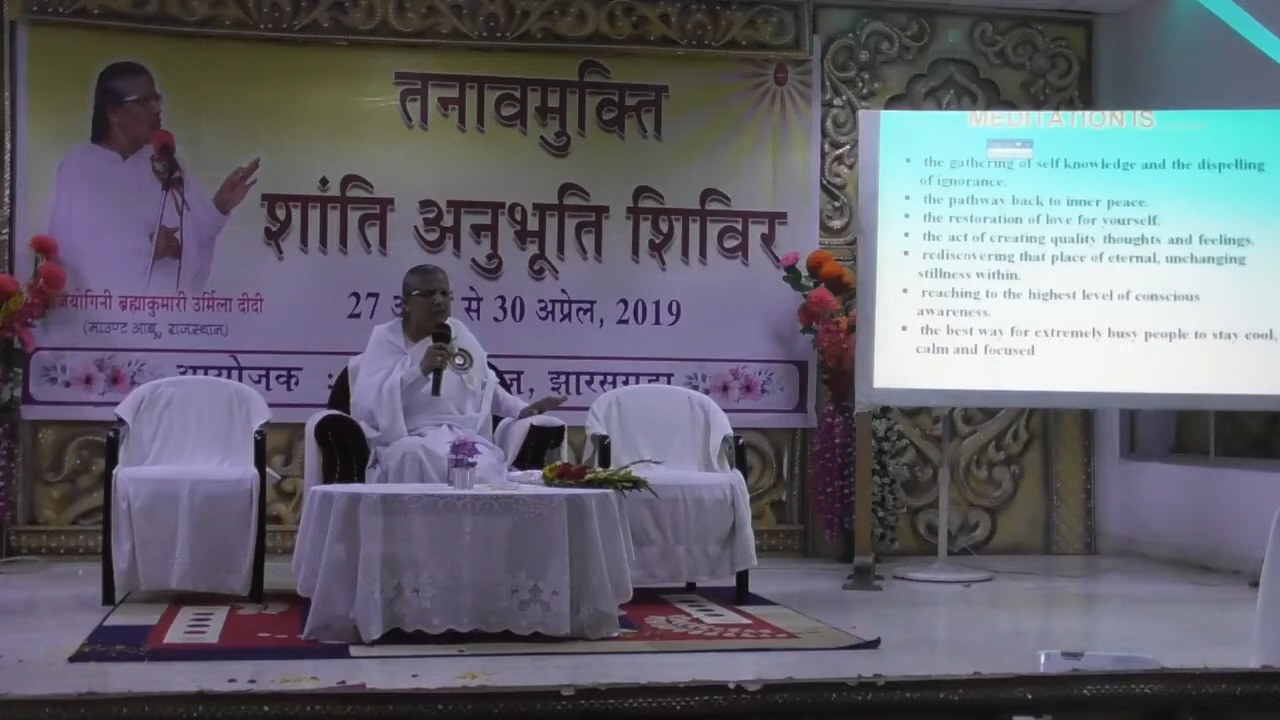 तनावमुक्ति
शांति अनुभूति शिविर
ब्रह्माकुमारी उर्मिला दीदी
(माउण्ट आबू, राजस्थान)
27 से 30 अप्रेल, 2019
आयोजक : झारसुगुडा
MEDITATION IS
the gathering of self knowledge and the dispelling
of ignorance.
the pathway back to inner peace.
the restoration of love for yourself.
the act of creating quality thoughts and feelings.
rediscovering that place of eternal, unchanging
stillness within.
reaching to the highest level of conscious
awareness.
the best way for extremely busy people to stay cool,
calm and focused